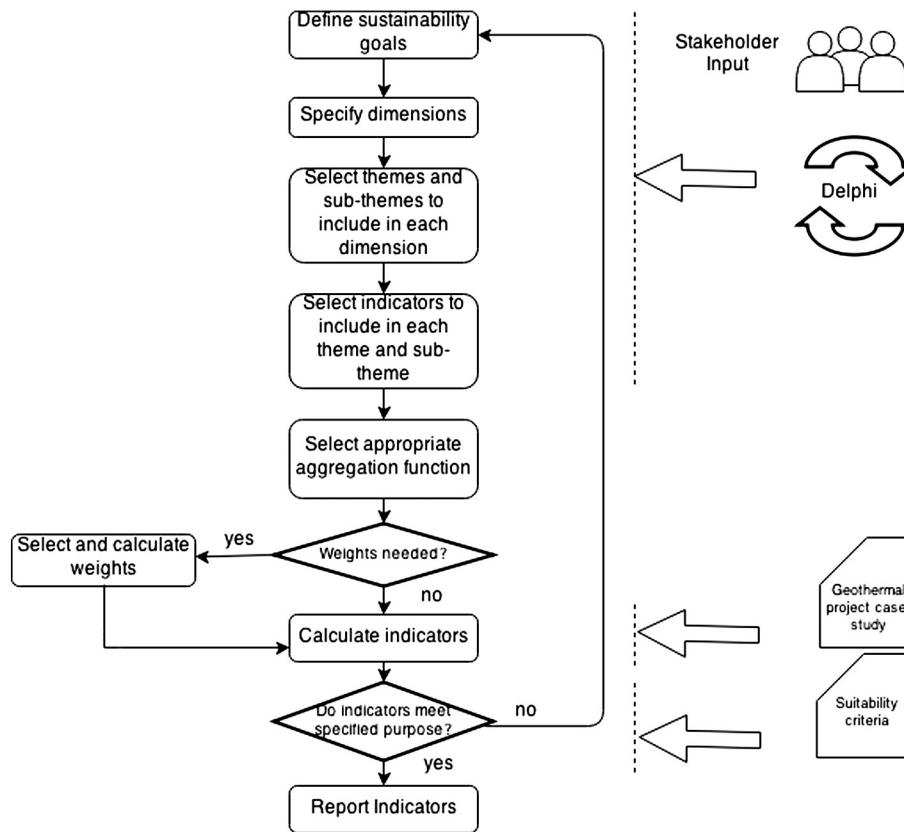 Define sustainability
goals
Specify dimensions
Select themes and
sub-themes to
include in each
dimension
Select indicators to
include in each
theme and sub-
theme
Select appropriate
aggregation function
Weights needed?
yes
Select and calculate
weights
no
Calculate indicators
Do indicators meet
specified purpose?
no
yes
Report Indicators
Stakeholder
Input
Delphi
Geothermal
project case
study
Suitability
criteria